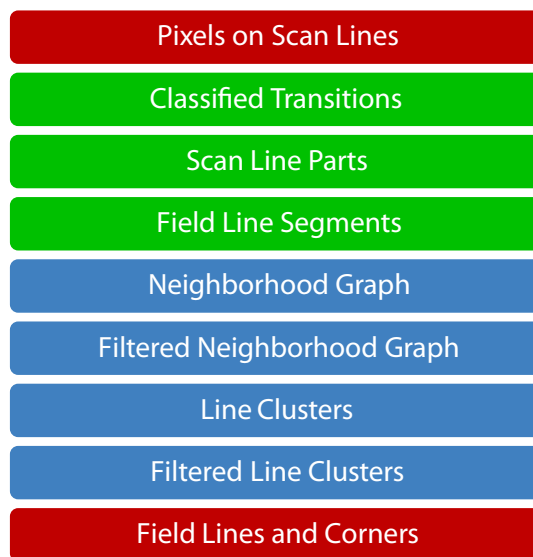 Pixels on Scan Lines
Classified Transitions
Scan Line Parts
Field Line Segments
Neighborhood Graph
Filtered Neighborhood Graph
Line Clusters
Filtered Line Clusters
Field Lines and Corners